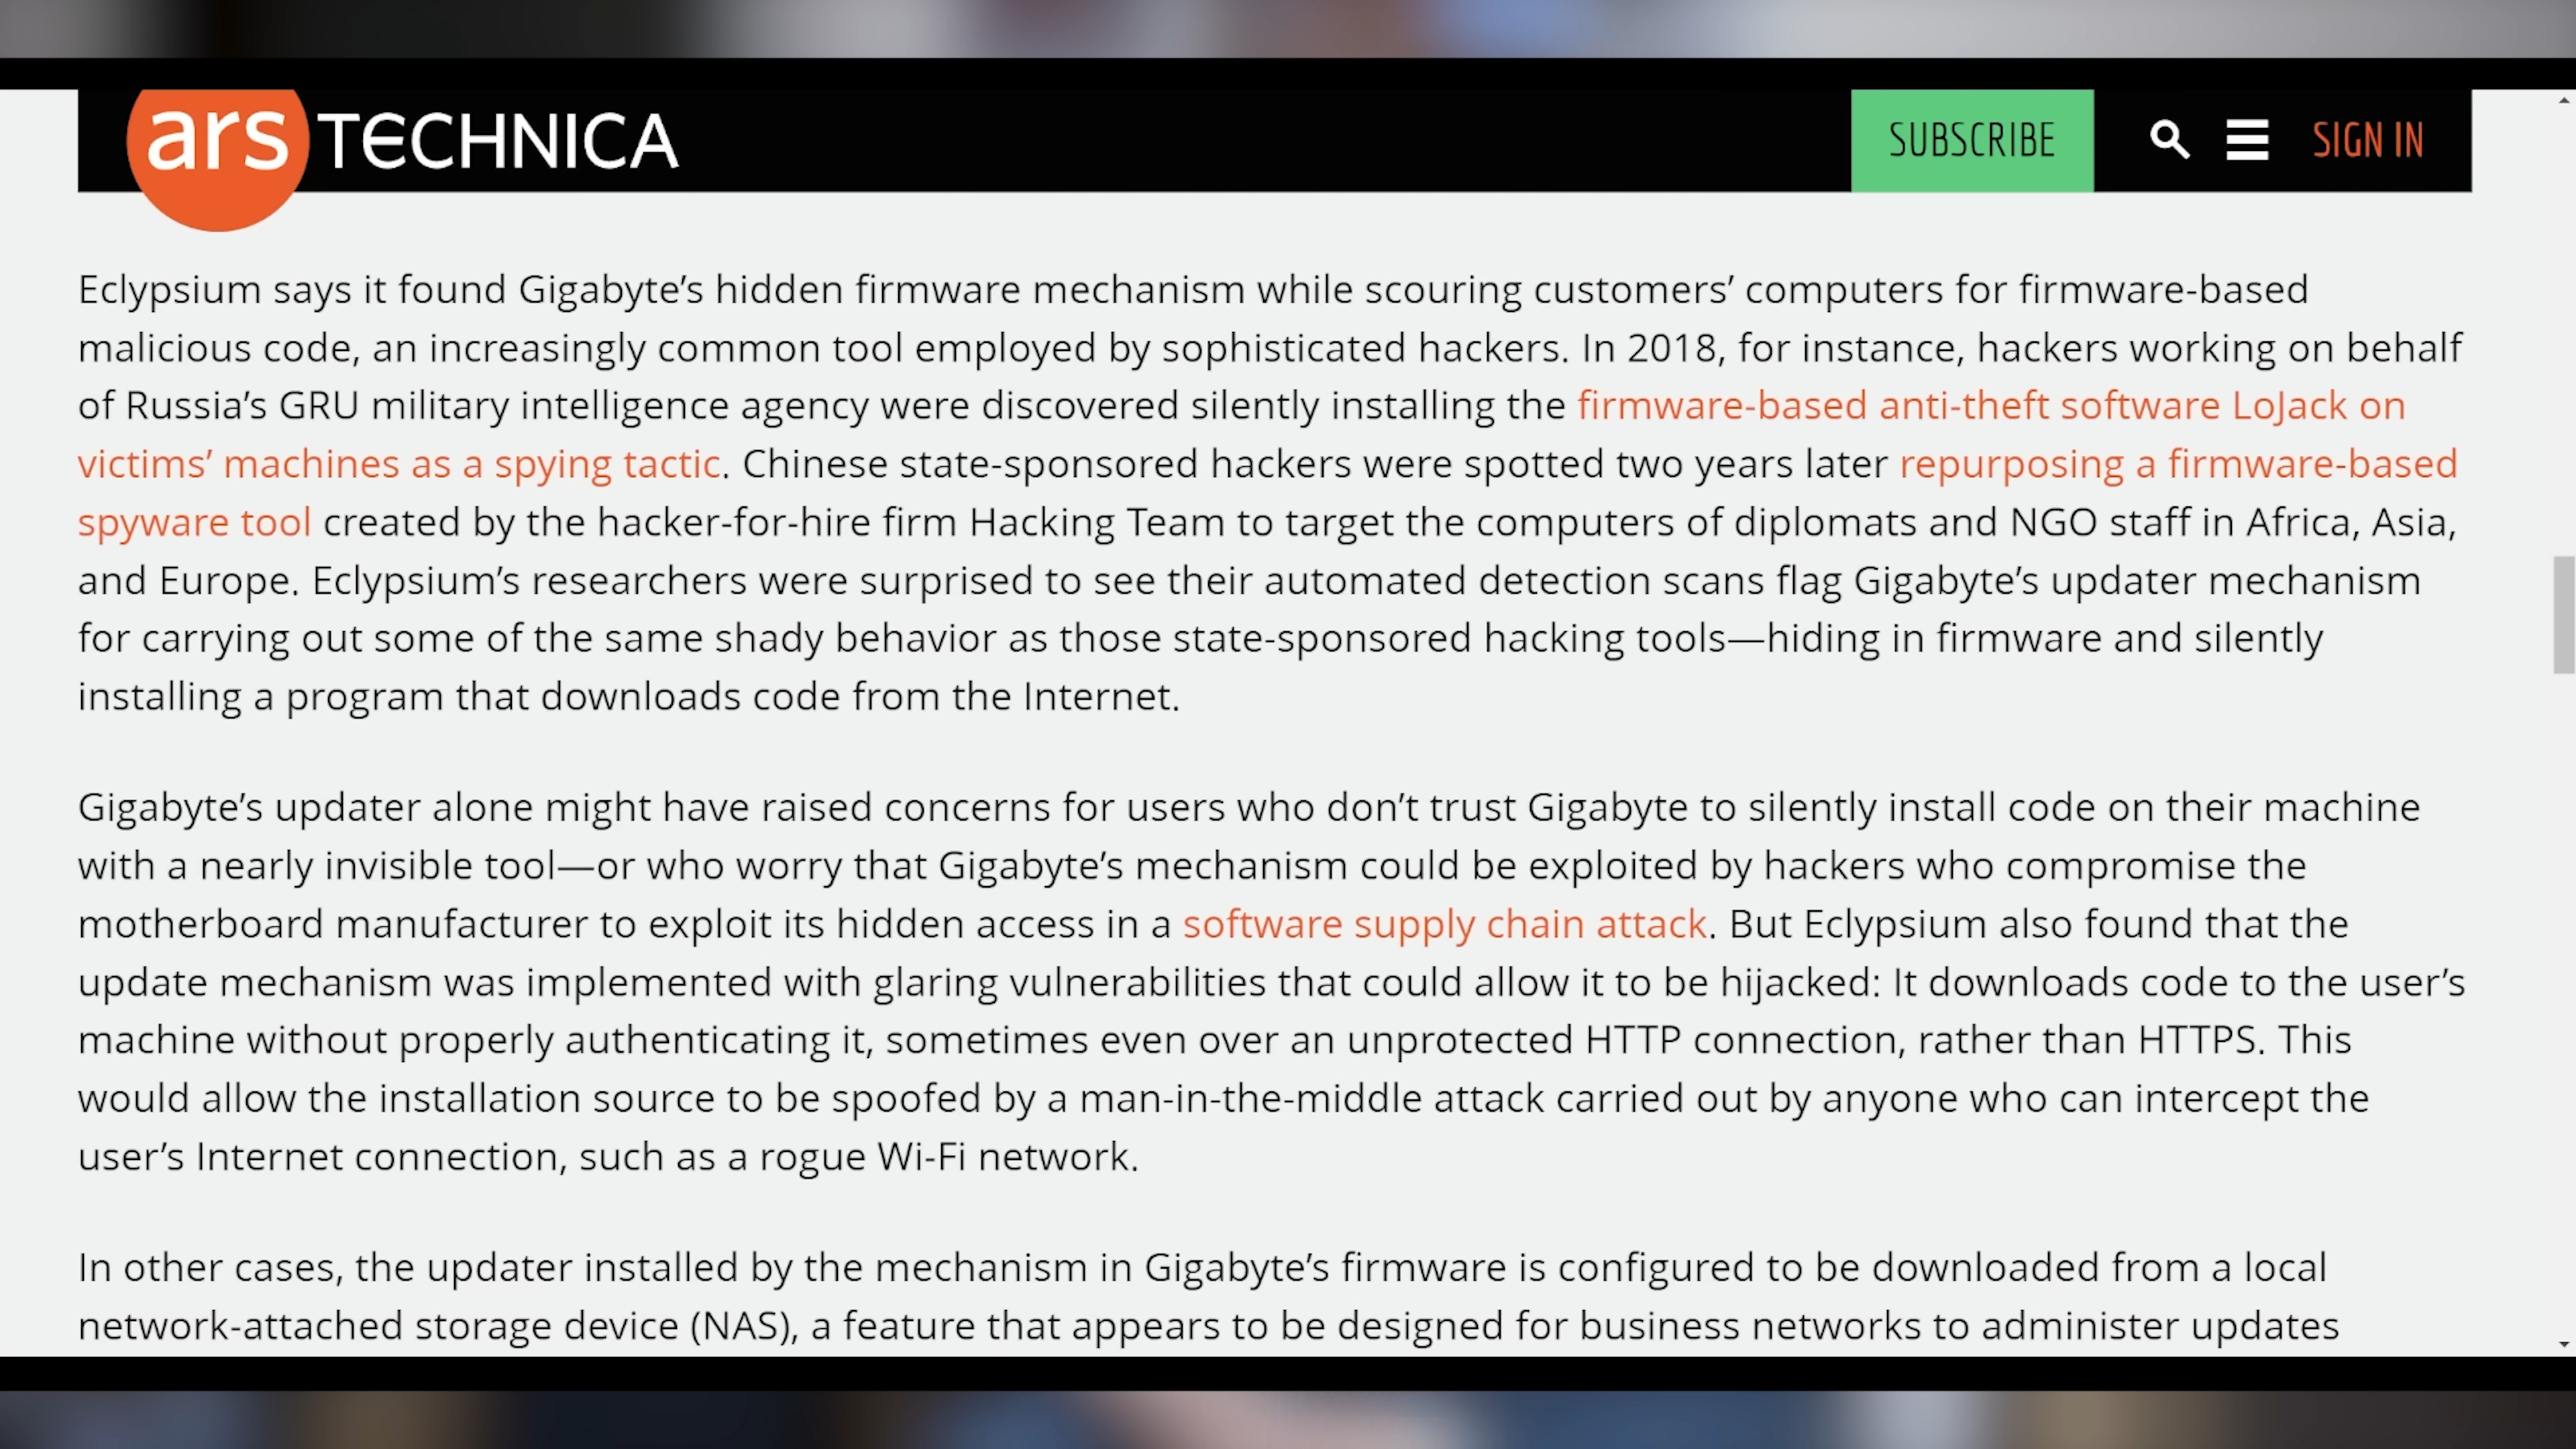 ars TECHNICA
SUBSCRIBE
SIGN IN
Eclypsium says it found Gigabyte’s hidden firmware mechanism while scouring customers’ computers for firmware-based
malicious code, an increasingly common tool employed by sophisticated hackers. In 2018, for instance, hackers working on behalf
of Russia’s GRU military intelligence agency were discovered silently installing the firmware-based anti-theft software LoJack on
victims’ machines as a spying tactic. Chinese state-sponsored hackers were spotted two years later repurposing a firmware-based
spyware tool created by the hacker-for-hire firm Hacking Team to target the computers of diplomats and NGO staff in Africa, Asia,
and Europe. Eclypsium’s researchers were surprised to see their automated detection scans flag Gigabyte’s updater mechanism
for carrying out some of the same shady behavior as those state-sponsored hacking tools—hiding in firmware and silently
installing a program that downloads code from the Internet.
Gigabyte’s updater alone might have raised concerns for users who don’t trust Gigabyte to silently install code on their machine
with a nearly invisible tool—or who worry that Gigabyte’s mechanism could be exploited by hackers who compromise the
motherboard manufacturer to exploit its hidden access in a software supply chain attack. But Eclypsium also found that the
update mechanism was implemented with glaring vulnerabilities that could allow it to be hijacked: It downloads code to the user’s
machine without properly authenticating it, sometimes even over an unprotected HTTP connection, rather than HTTPS. This
would allow the installation source to be spoofed by a man-in-the-middle attack carried out by anyone who can intercept the
user’s Internet connection, such as a rogue Wi-Fi network.
In other cases, the updater installed by the mechanism in Gigabyte’s firmware is configured to be downloaded from a local
network-attached storage device (NAS), a feature that appears to be designed for business networks to administer updates